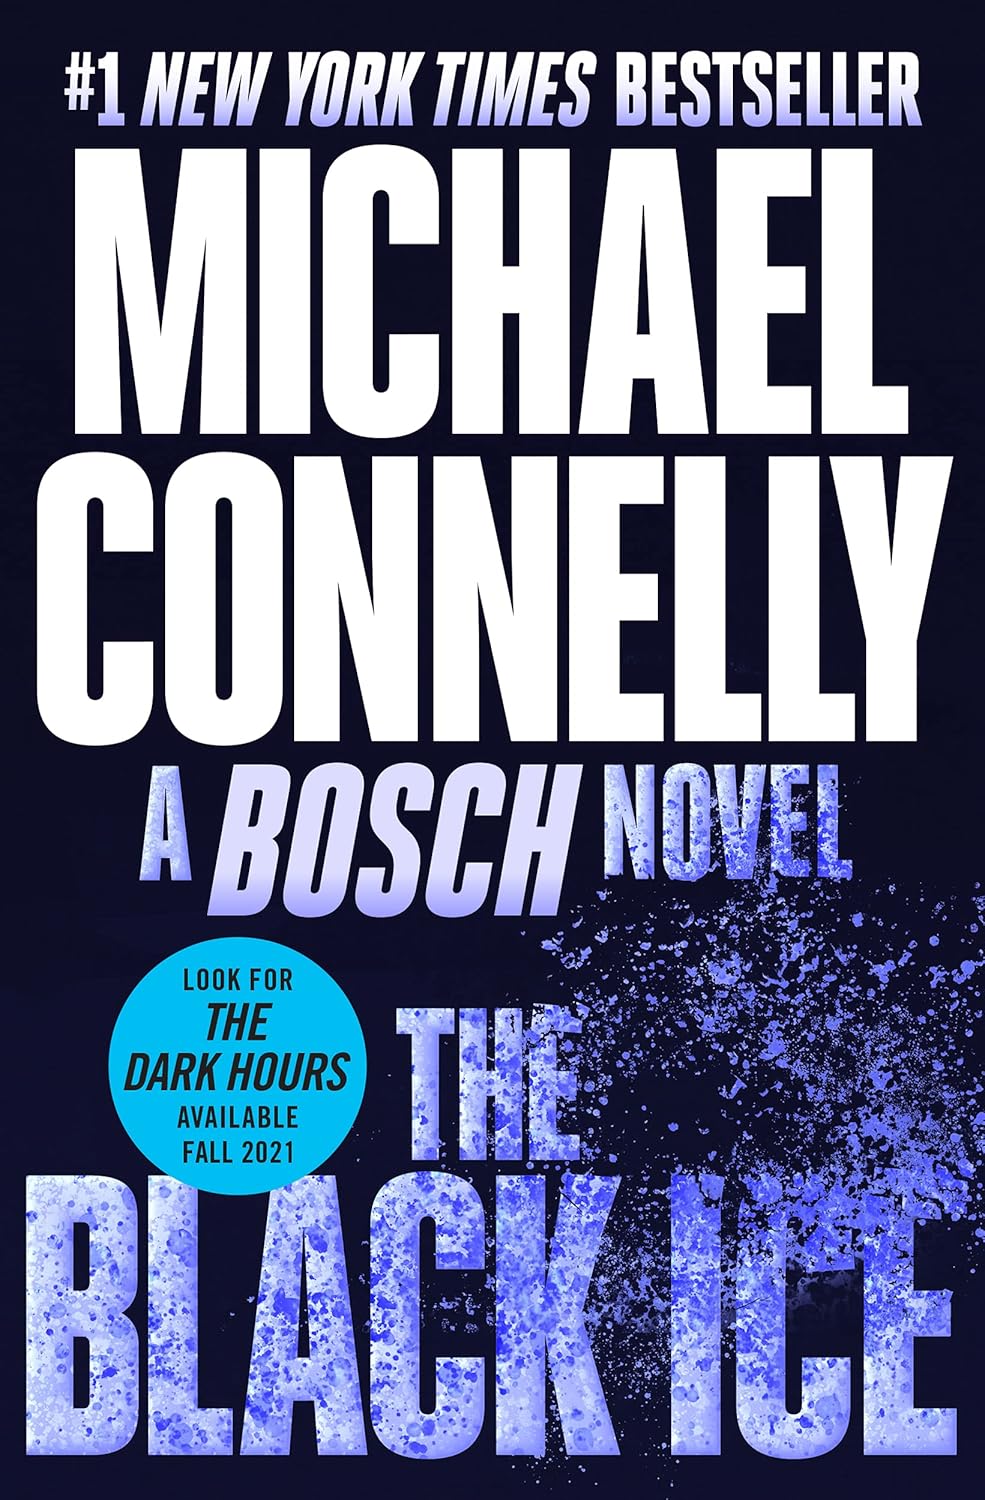 #1 NEW YORK TIMES BESTSELLER
MICHAEL
CONNELLY
A BOSCH NOVEL
LOOK FOR
THE
DARK HOURS
AVAILABLE
FALL 2021
THE
BLACK ICE